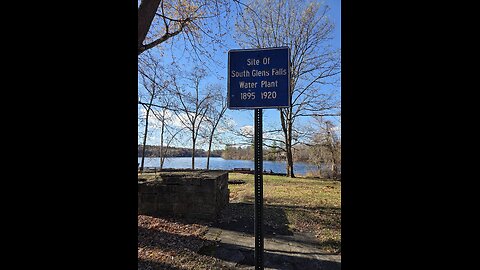 Site Of
South Glens Falls
Water Plant
1895 1920